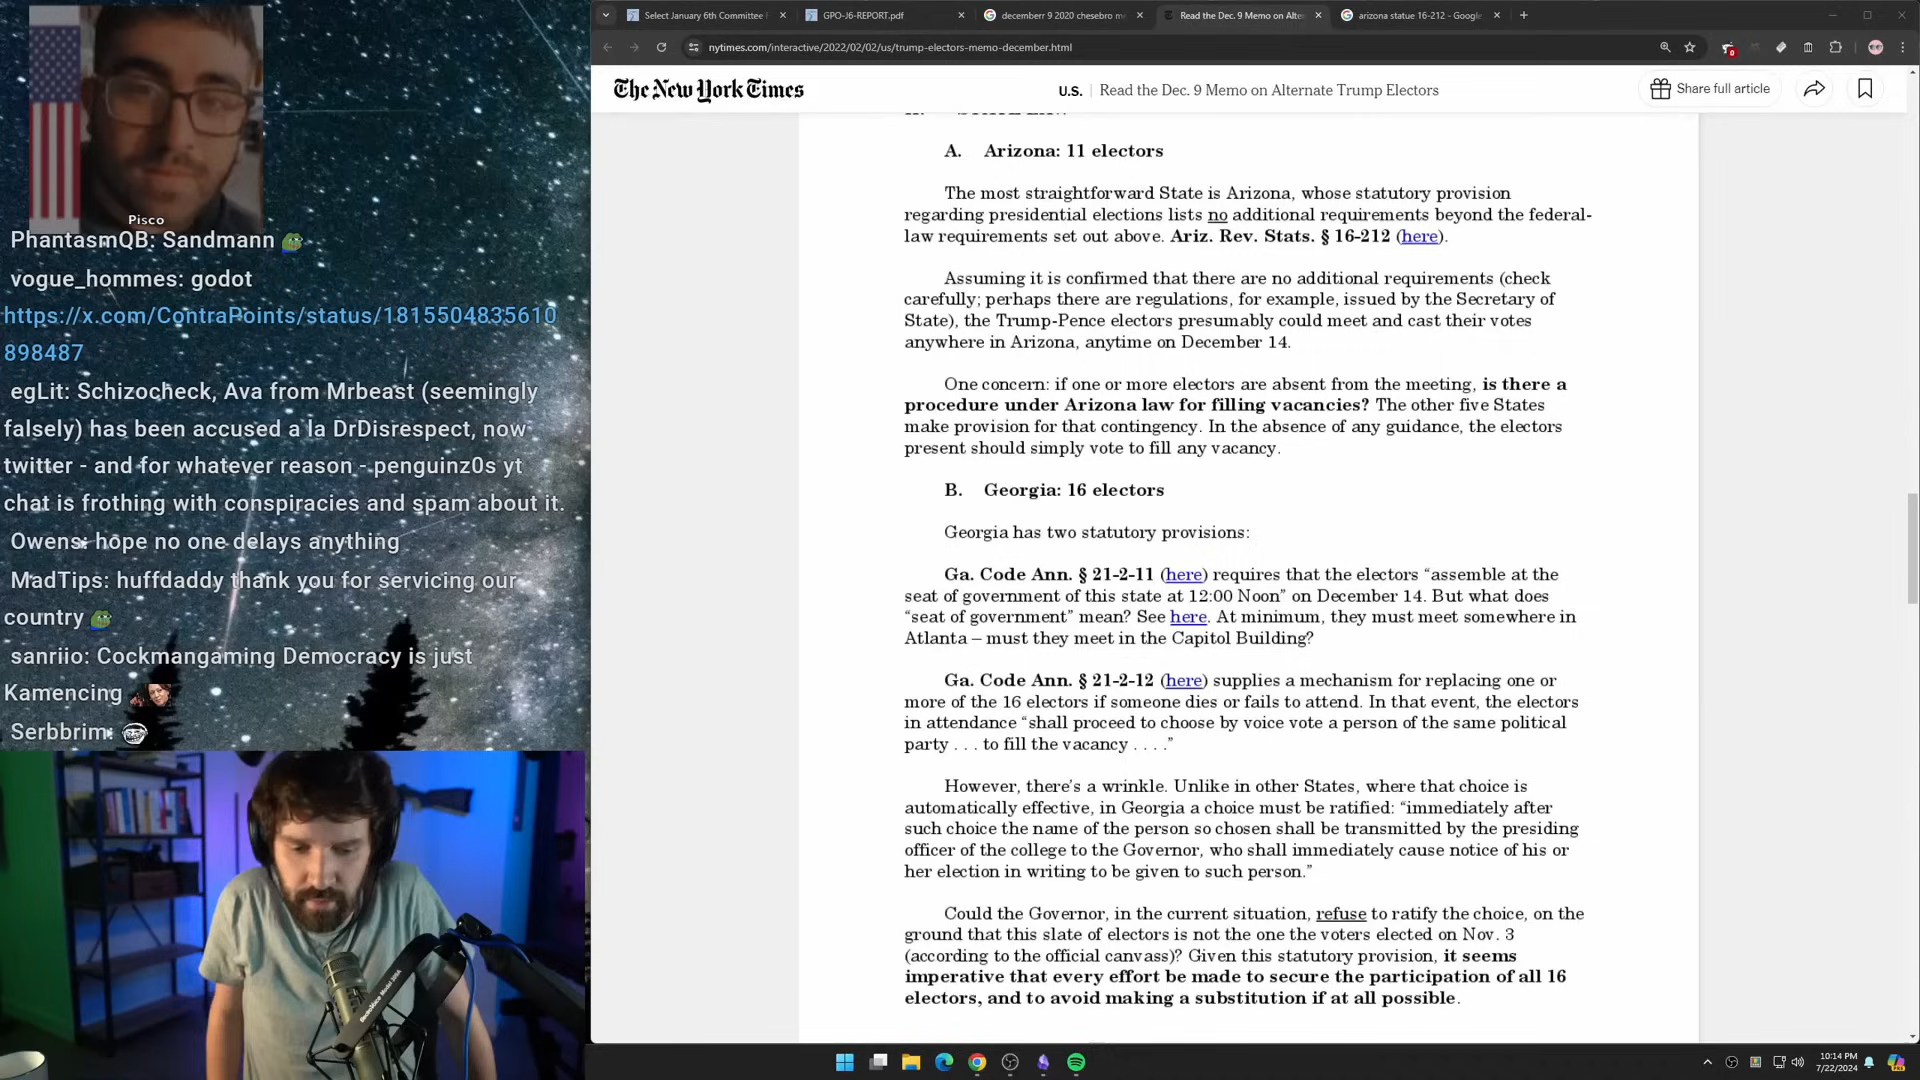 Select January 6th Committee F
GPO-J6-REPORT.pdf
decemberr 9 2020 chesebro me
Read the Dec. 9 Memo on Alte
arizona statue 16-212 - Google
nytimes.com/interactive/2022/02/02/us/trump-electors-memo-december.html
The New York Times
U.S. | Read the Dec. 9 Memo on Alternate Trump Electors
Share full article
Pisco
PhantasmQB: Sandmann
vogue_hommes: godot
https://x.com/ContraPoints/status/1815504835610
898487
egLit: Schizocheck, Ava from Mrbeast (seemingly
falsely) has been accused a la DrDisrespect, now
twitter - and for whatever reason - penguinz0s yt
chat is frothing with conspiracies and spam about it.
Owens: hope no one delays anything
MadTips: huffdaddy thank you for servicing our
country
sanriio: Cockmangaming Democracy is just
Kamencing
Serbbrim:
A. Arizona: 11 electors
The most straightforward State is Arizona, whose statutory provision
regarding presidential elections lists no additional requirements beyond the federal-
law requirements set out above. Ariz. Rev. Stats. § 16-212 (here).
Assuming it is confirmed that there are no additional requirements (check
carefully; perhaps there are regulations, for example, issued by the Secretary of
State), the Trump-Pence electors presumably could meet and cast their votes
anywhere in Arizona, anytime on December 14.
One concern: if one or more electors are absent from the meeting, is there a
procedure under Arizona law for filling vacancies? The other five States
make provision for that contingency. In the absence of any guidance, the electors
present should simply vote to fill any vacancy.
B. Georgia: 16 electors
Georgia has two statutory provisions:
Ga. Code Ann. § 21-2-11 (here) requires that the electors “assemble at the
seat of government of this state at 12:00 Noon” on December 14. But what does
“seat of government” mean? See here. At minimum, they must meet somewhere in
Atlanta – must they meet in the Capitol Building?
Ga. Code Ann. § 21-2-12 (here) supplies a mechanism for replacing one or
more of the 16 electors if someone dies or fails to attend. In that event, the electors
in attendance “shall proceed to choose by voice vote a person of the same political
party . . . to fill the vacancy . . . .”
However, there’s a wrinkle. Unlike in other States, where that choice is
automatically effective, in Georgia a choice must be ratified: “immediately after
such choice the name of the person so chosen shall be transmitted by the presiding
officer of the college to the Governor, who shall immediately cause notice of his or
her election in writing to be given to such person.”
Could the Governor, in the current situation, refuse to ratify the choice, on the
ground that this slate of electors is not the one the voters elected on Nov. 3
(according to the official canvass)? Given this statutory provision, it seems
imperative that every effort be made to secure the participation of all 16
electors, and to avoid making a substitution if at all possible.
10:14 PM
7/22/2024